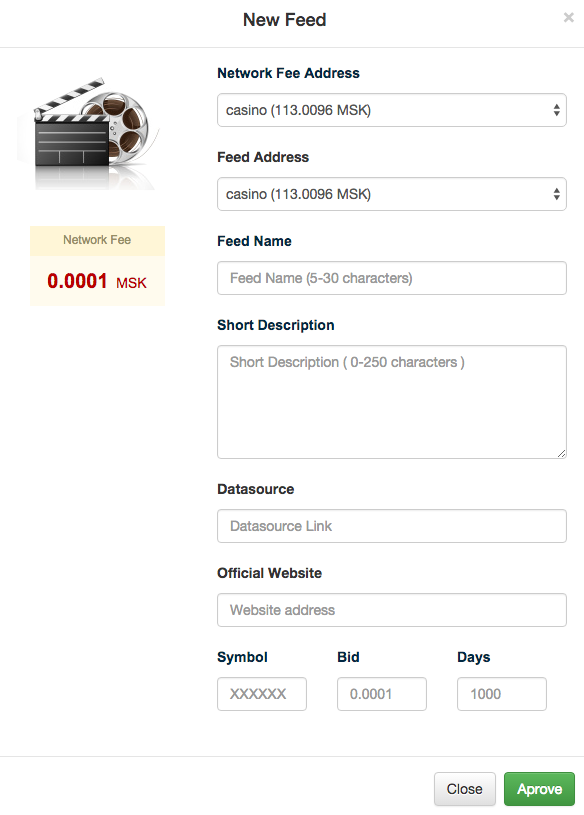 New Feed
×
Network Fee Address
casino (113.0096 MSK)
Feed Address
casino (113.0096 MSK)
Network Fee
0.0001 MSK
Feed Name
Feed Name (5-30 characters)
Short Description
Short Description ( 0-250 characters )
Datasource
Datasource Link
Official Website
Website address
Symbol Bid Days
XXXXXX 0.0001 1000
Close Aprove